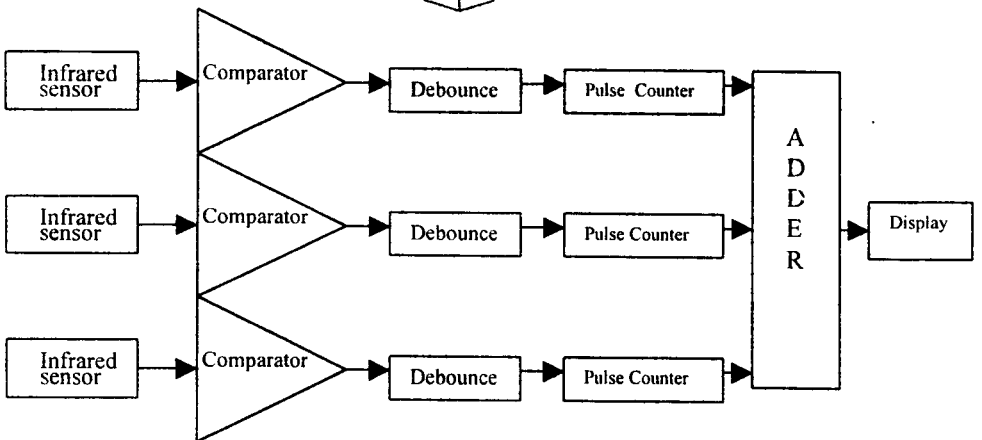 Infrared
sensor
Comparator
Debounce
Pulse Counter
Infrared
sensor
Comparator
Debounce
Pulse Counter
Infrared
sensor
Comparator
Debounce
Pulse Counter
A
D
D
E
R
Display